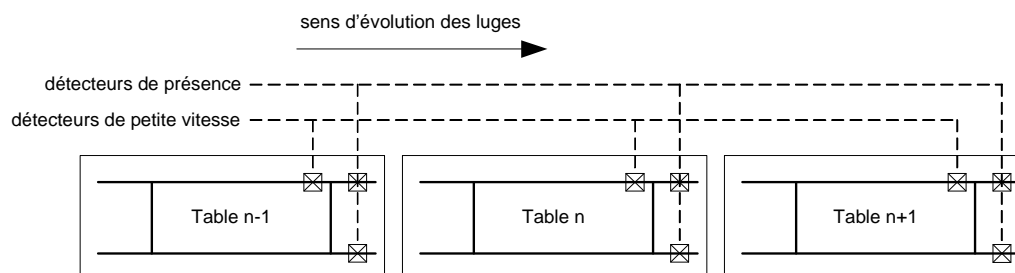 sens d'évolution des luges
détecteurs de présence
détecteurs de petite vitesse
Table n-1
Table n
Table n+1